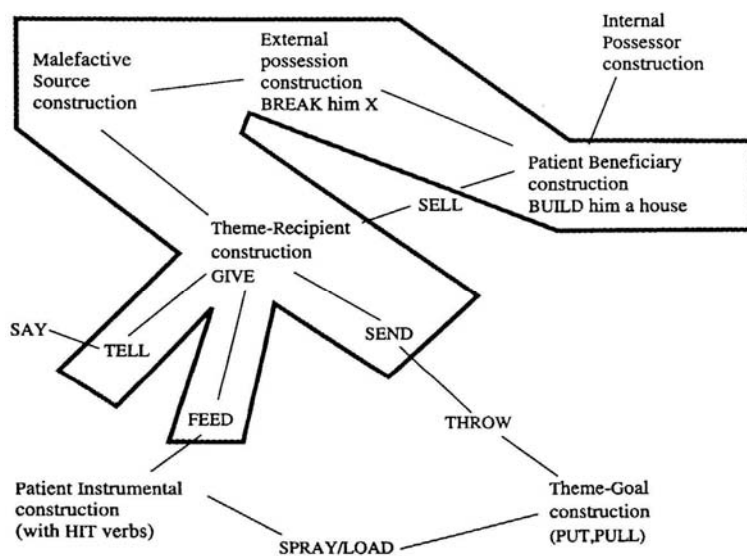 Malefactive
Source
construction
External
possession
construction
BREAK him X
Internal
Possessor
construction
Patient Beneficiary
construction
BUILD him a house
SELL
Theme-Recipient
construction
GIVE
SAY
TELL
SEND
FEED
THROW
Patient Instrumental
construction
(with HIT verbs)
SPRAY/LOAD
Theme-Goal
construction
(PUT,PULL)